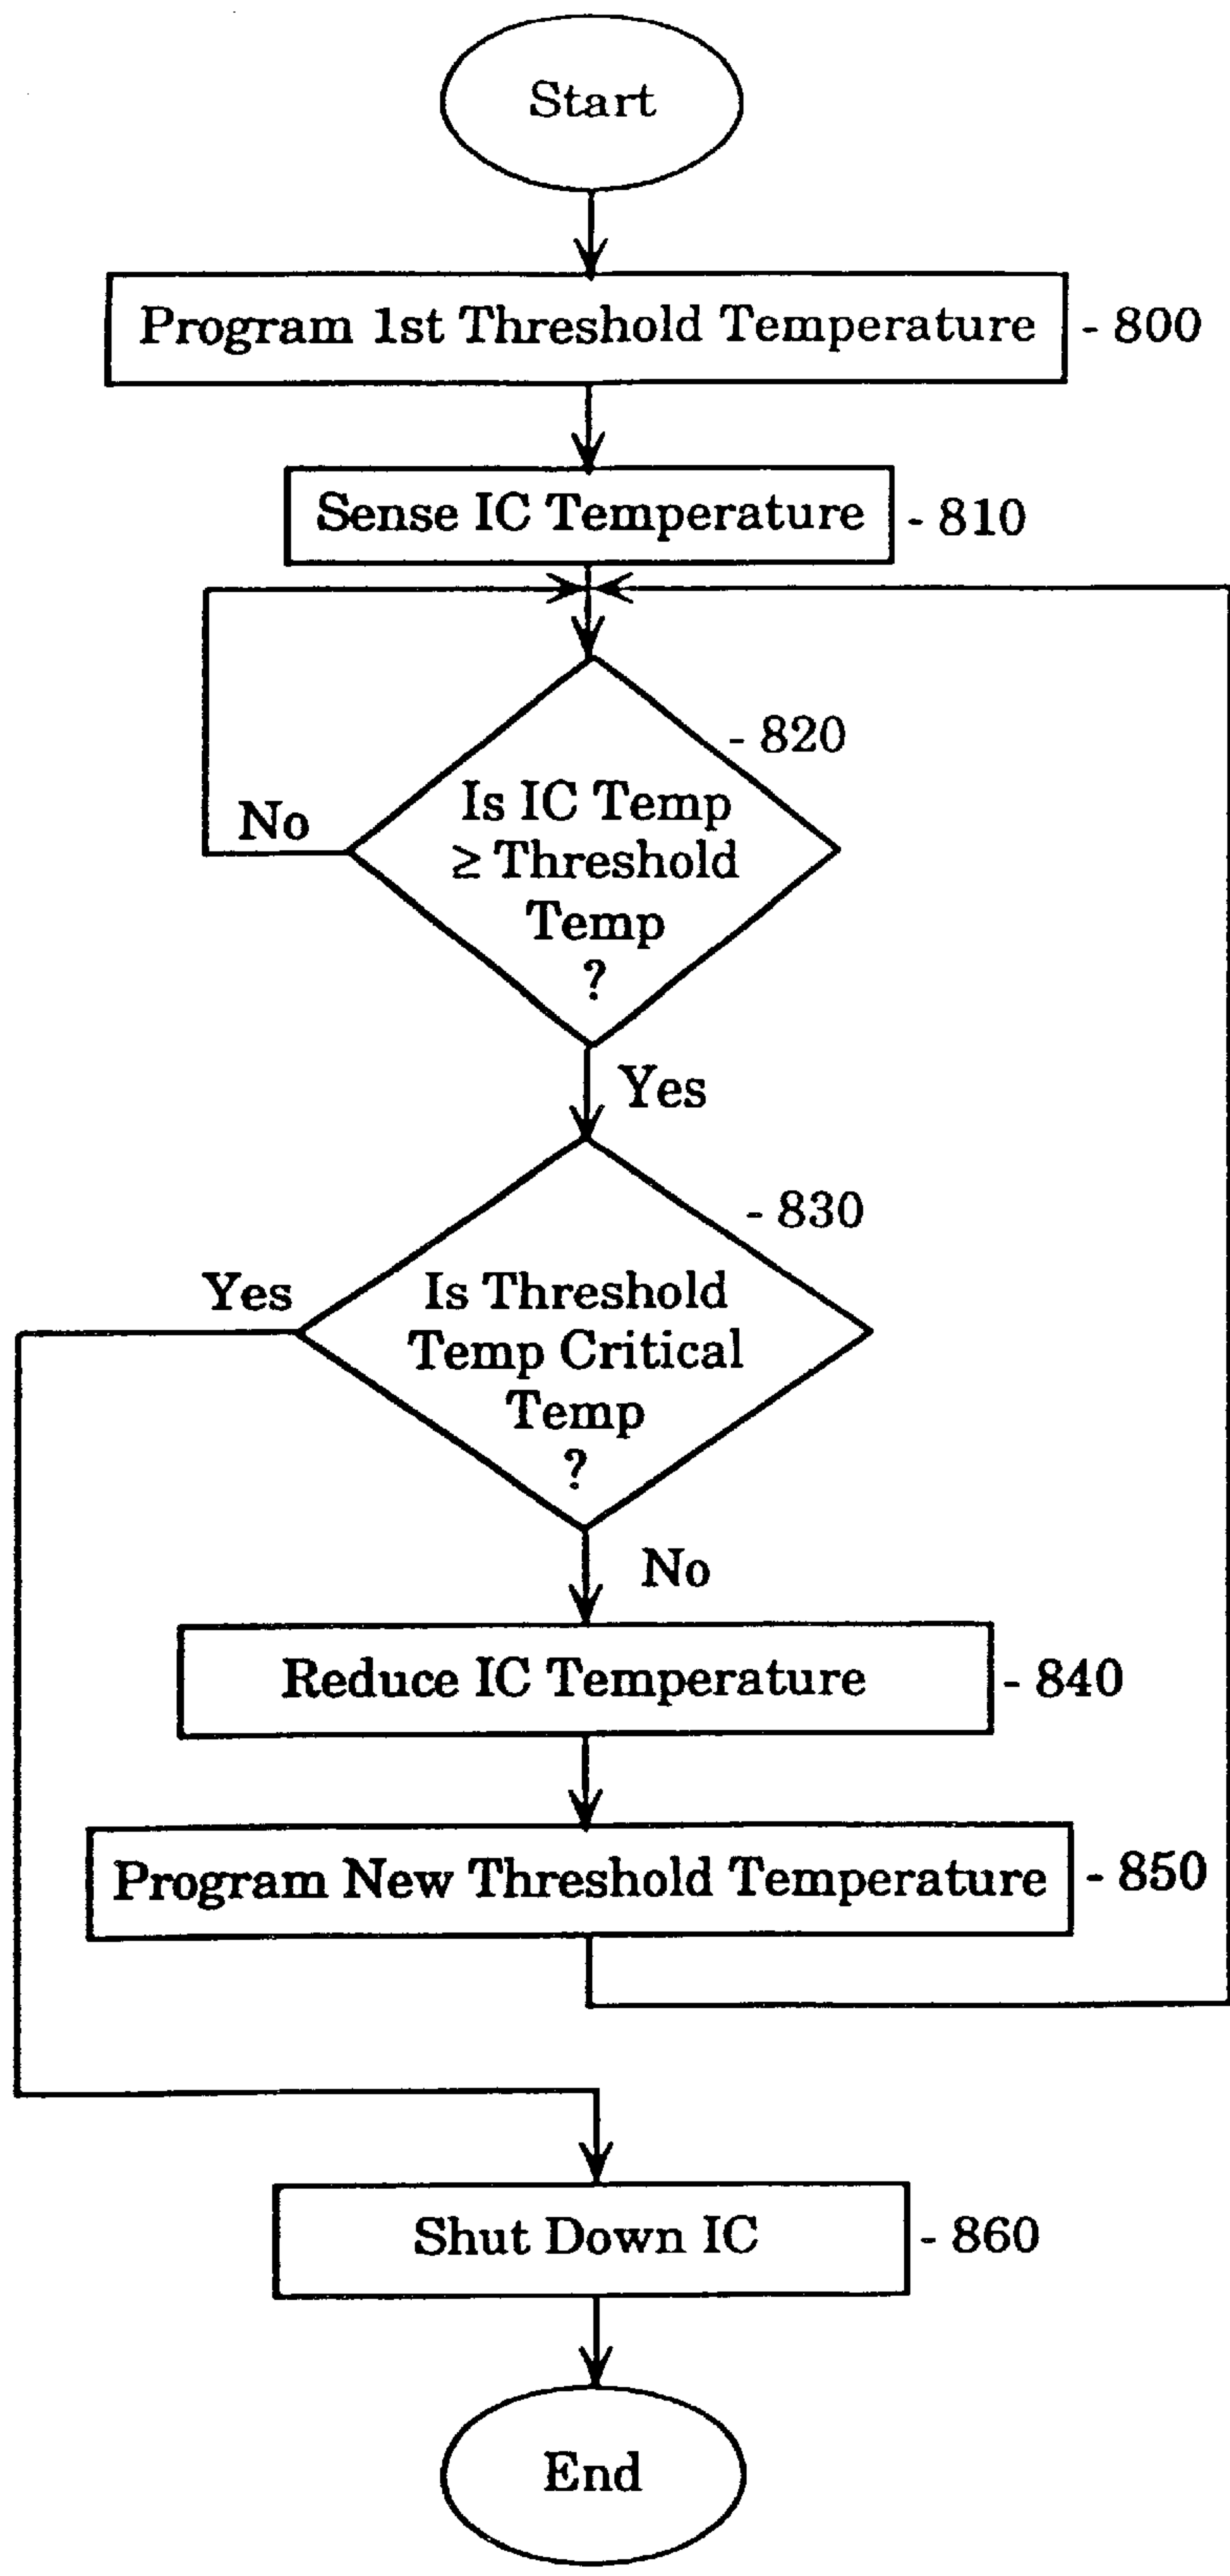 Start
Program 1st Threshold Temperature - 800
Sense IC Temperature - 810
- 820
Is IC Temp
≥ Threshold
Temp
?
No
Yes
- 830
Yes
Is Threshold
Temp Critical
Temp
?
No
Reduce IC Temperature - 840
Program New Threshold Temperature - 850
Shut Down IC - 860
End